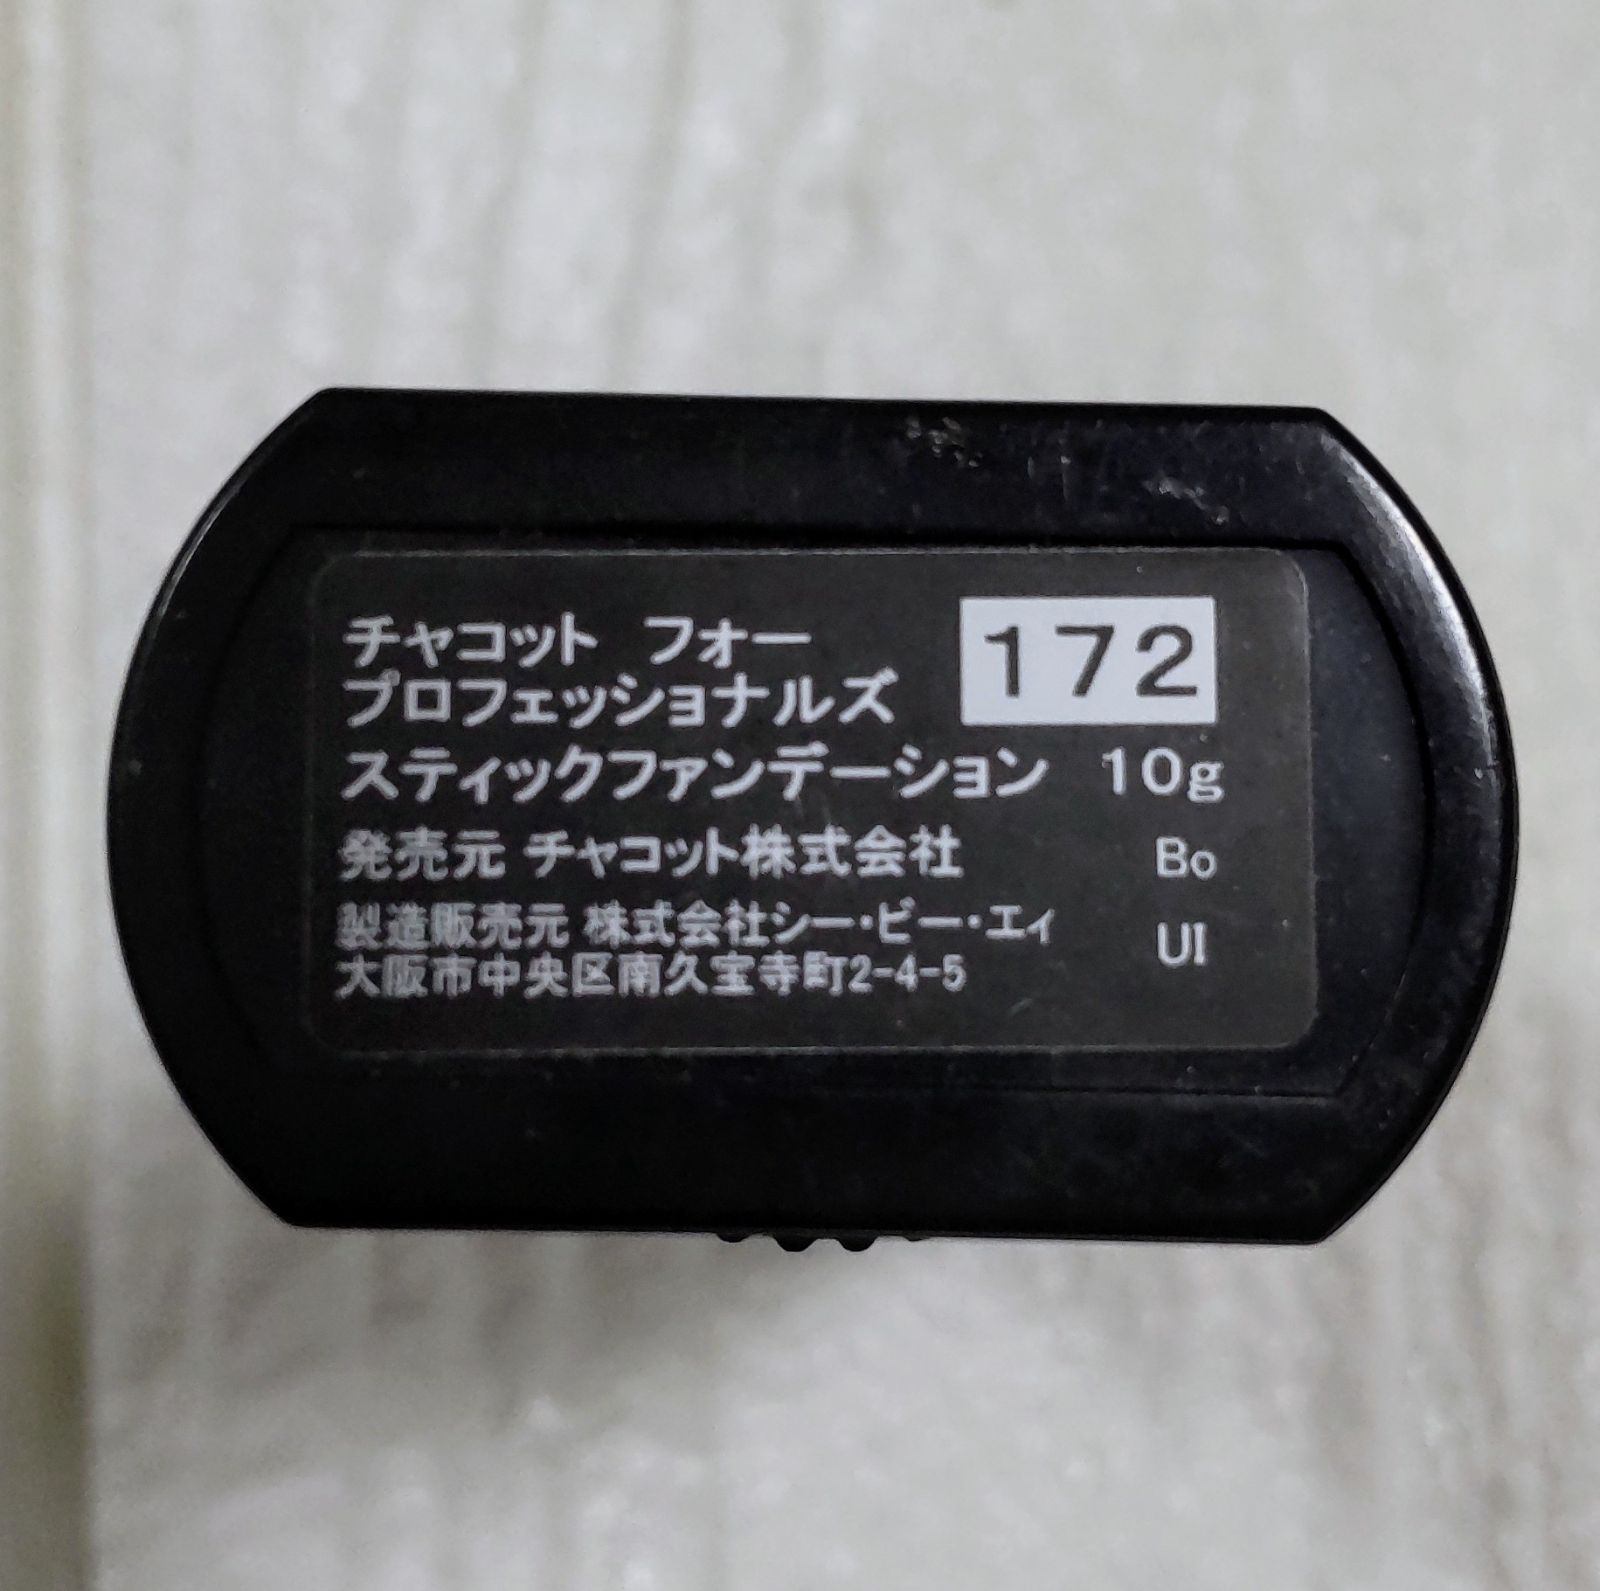 チャコット フォー
プロフェッショナルズ
172
スティックファンデーション 10g
発売元 チャコット株式会社 Bo
製造販売元 株式会社シー・ビー・エィ
UI
大阪市中央区南久宝寺町2-4-5